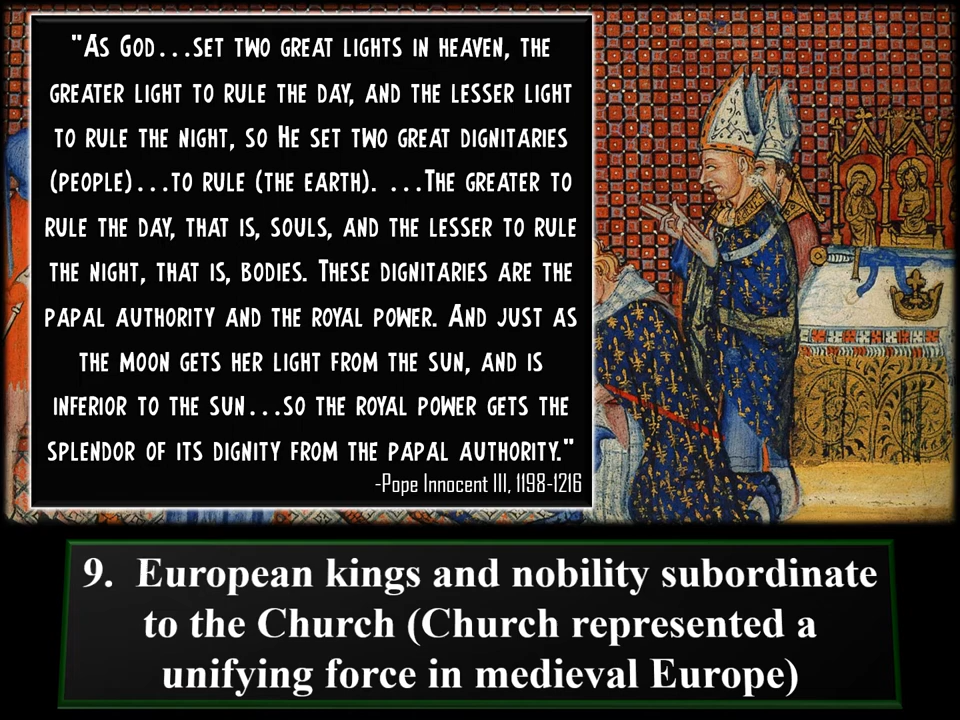 "As God...set two great lights in heaven, the
greater light to rule the day, and the lesser light
to rule the night, so He set two great dignitaries
(people)...to rule (the earth). ...The greater to
rule the day, that is, souls, and the lesser to rule
the night, that is, bodies. These dignitaries are the
papal authority and the royal power. And just as
the moon gets her light from the sun, and is
inferior to the sun...so the royal power gets the
splendor of its dignity from the papal authority."
-Pope Innocent III, 1198-1216
9. European kings and nobility subordinate
to the Church (Church represented a
unifying force in medieval Europe)